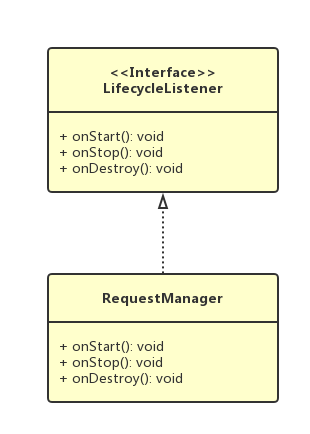 <<Interface>>
LifecycleListener
+ onStart(): void
+ onStop(): void
+ onDestroy(): void
RequestManager
+ onStart(): void
+ onStop(): void
+ onDestroy(): void